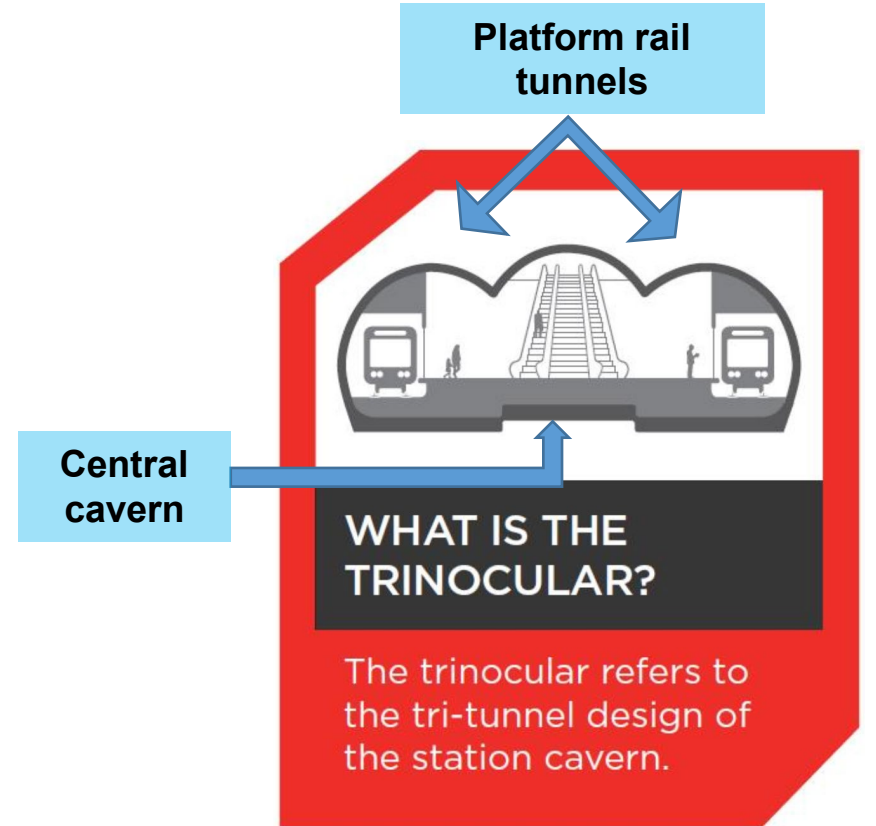 Platform rail
tunnels
Central
cavern
WHAT IS THE
TRINOCULAR?
The trinocular refers to
the tri-tunnel design of
the station cavern.